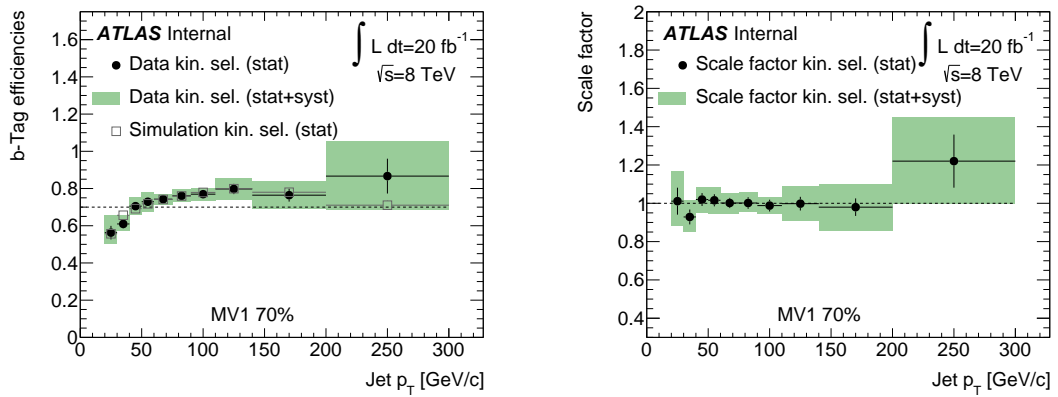 b-Tag efficiencies
1.6
1.4
1.2
1
0.8
0.6
0.4
0.2
0
ATLAS Internal
∫ L dt=20 fb⁻¹
√s=8 TeV
Data kin. sel. (stat)
Data kin. sel. (stat+syst)
Simulation kin. sel. (stat)
MV1 70%
0 50 100 150 200 250 300
Jet p_T [GeV/c]
Scale factor
2
1.8
1.6
1.4
1.2
1
0.8
0.6
0.4
ATLAS Internal
∫ L dt=20 fb⁻¹
√s=8 TeV
Scale factor kin. sel. (stat)
Scale factor kin. sel. (stat+syst)
MV1 70%
0 50 100 150 200 250 300
Jet p_T [GeV/c]